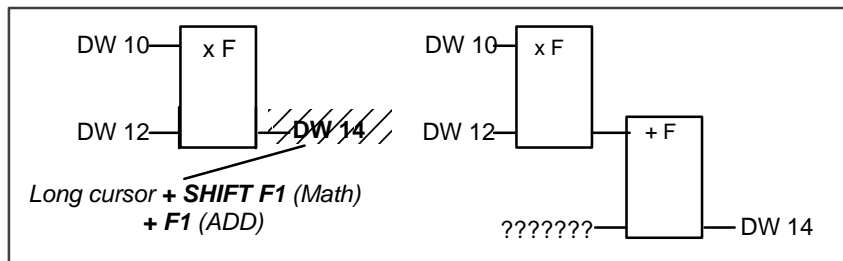 DW 10
x F
DW 12
DW 14
Long cursor + SHIFT F1 (Math)
+ F1 (ADD)
DW 10
x F
DW 12
+ F
???????
DW 14